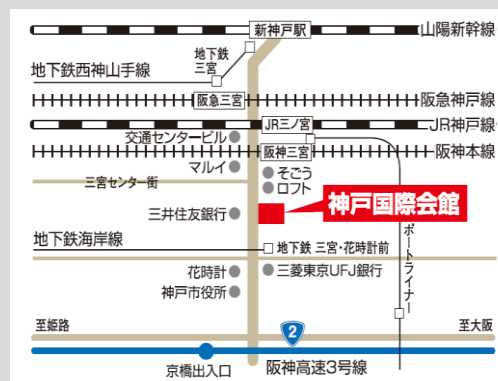 新神戸駅
山陽新幹線
地下鉄
三宮
地下鉄西神山手線
阪急三宮
阪急神戸線
JR三ノ宮
JR神戸線
交通センタービル
阪神三宮
阪神本線
マルイ
そごう
ロフト
三宮センター街
神戸国際会館
三井住友銀行
ポートライナー
地下鉄海岸線
地下鉄 三宮・花時計前
花時計
三菱東京UFJ銀行
神戸市役所
至姫路
2
至大阪
京橋出入口
阪神高速3号線